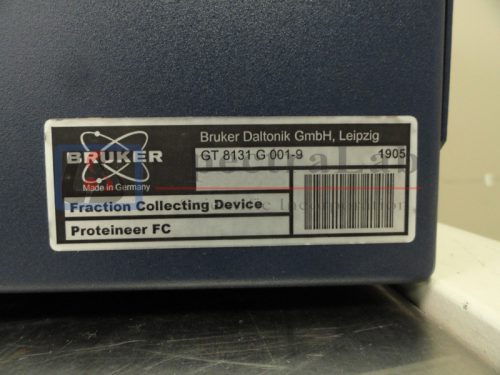 Bruker Daltonik GmbH, Leipzig
BRUKER
GT 8131 G 001-9 1905
Made in Germany
Fraction Collecting Device
Proteineer FC